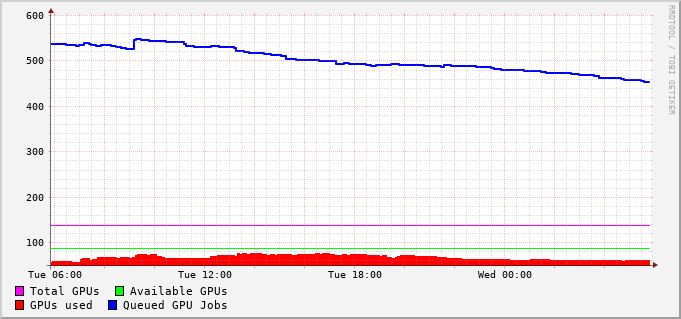 600
500
400
300
200
100
Tue 06:00 Tue 12:00 Tue 18:00 Wed 00:00
Total GPUs Available GPUs
GPUs used Queued GPU Jobs
RRDTOOL / TOBI OETIKER